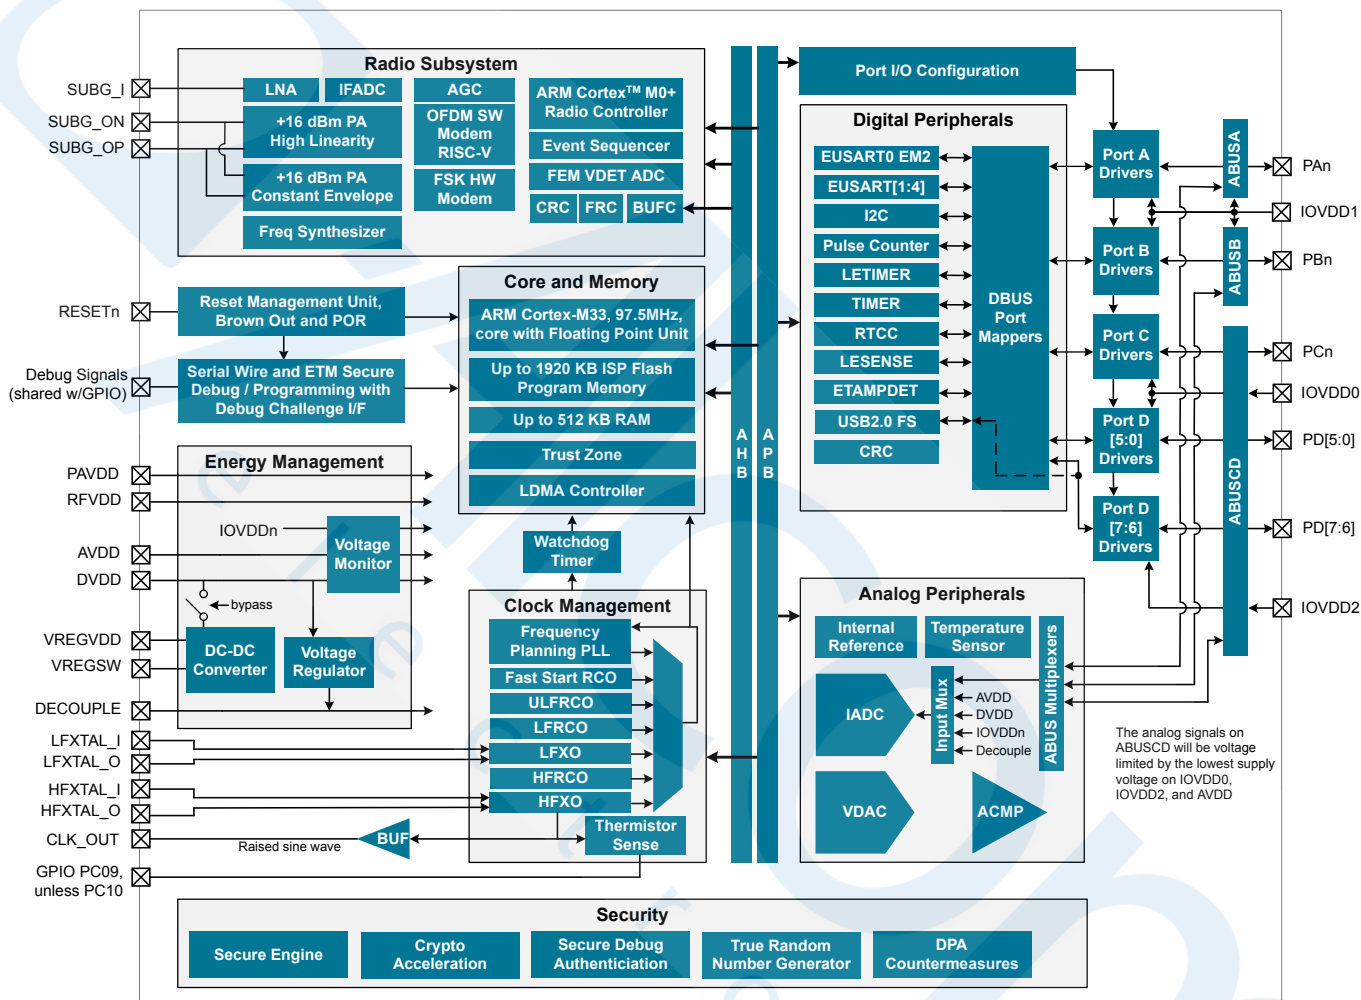 Radio Subsystem
SUBG_I
SUBG_ON
SUBG_OP
LNA
IFADC
+16 dBm PA
High Linearity
+16 dBm PA
Constant Envelope
Freq Synthesizer
AGC
OFDM SW
Modem
RISC-V
FSK HW
Modem
ARM Cortex™ M0+
Radio Controller
Event Sequencer
FEM VDET ADC
CRC
FRC
BUFC
RESETn
Reset Management Unit,
Brown Out and POR
Debug Signals
(shared w/GPIO)
Serial Wire and ETM Secure
Debug / Programming with
Debug Challenge I/F
Core and Memory
ARM Cortex-M33, 97.5MHz,
core with Floating Point Unit
Up to 1920 KB ISP Flash
Program Memory
Up to 512 KB RAM
Trust Zone
LDMA Controller
Watchdog
Timer
Energy Management
PAVDD
RFVDD
AVDD
DVDD
VREGVDD
VREGSW
DECOUPLE
IOVDDn
Voltage
Monitor
bypass
DC-DC
Converter
Voltage
Regulator
LFXTAL_I
LFXTAL_O
HFXTAL_I
HFXTAL_O
CLK_OUT
GPIO PC09,
unless PC10
Raised sine wave
BUF
Clock Management
Frequency
Planning PLL
Fast Start RCO
ULFRCO
LFRCO
LFXO
HFRCO
HFXO
Thermistor
Sense
A
H
B
A
P
B
Port I/O Configuration
Digital Peripherals
EUSART0 EM2
EUSART[1:4]
I2C
Pulse Counter
LETIMER
TIMER
RTCC
LESENSE
ETAMPDET
USB2.0 FS
CRC
DBUS
Port
Mappers
Port A
Drivers
Port B
Drivers
Port C
Drivers
Port D
[5:0]
Drivers
Port D
[7:6]
Drivers
ABUSA
ABUSB
ABUSCD
PAn
IOVDD1
PBn
PCn
IOVDD0
PD[5:0]
PD[7:6]
IOVDD2
Analog Peripherals
Internal
Reference
Temperature
Sensor
IADC
Input Mux
AVDD
DVDD
IOVDDn
Decouple
ABUS Multiplexers
VDAC
ACMP
The analog signals on
ABUSCD will be voltage
limited by the lowest supply
voltage on IOVDD0,
IOVDD2, and AVDD
Security
Secure Engine
Crypto
Acceleration
Secure Debug
Authenticiation
True Random
Number Generator
DPA
Countermeasures